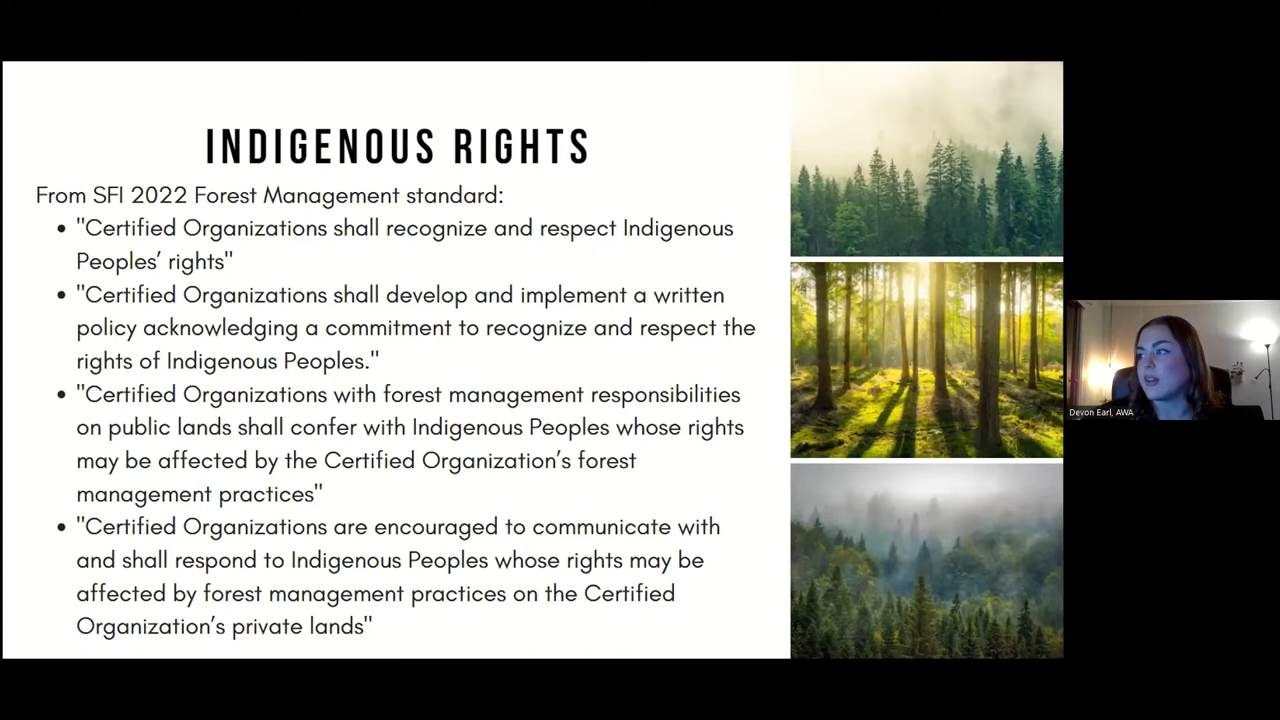 INDIGENOUS RIGHTS
From SFI 2022 Forest Management standard:
• "Certified Organizations shall recognize and respect Indigenous
Peoples’ rights"
• "Certified Organizations shall develop and implement a written
policy acknowledging a commitment to recognize and respect the
rights of Indigenous Peoples."
• "Certified Organizations with forest management responsibilities
on public lands shall confer with Indigenous Peoples whose rights
may be affected by the Certified Organization’s forest
management practices"
• "Certified Organizations are encouraged to communicate with
and shall respond to Indigenous Peoples whose rights may be
affected by forest management practices on the Certified
Organization’s private lands"
Devon Earl, AWA